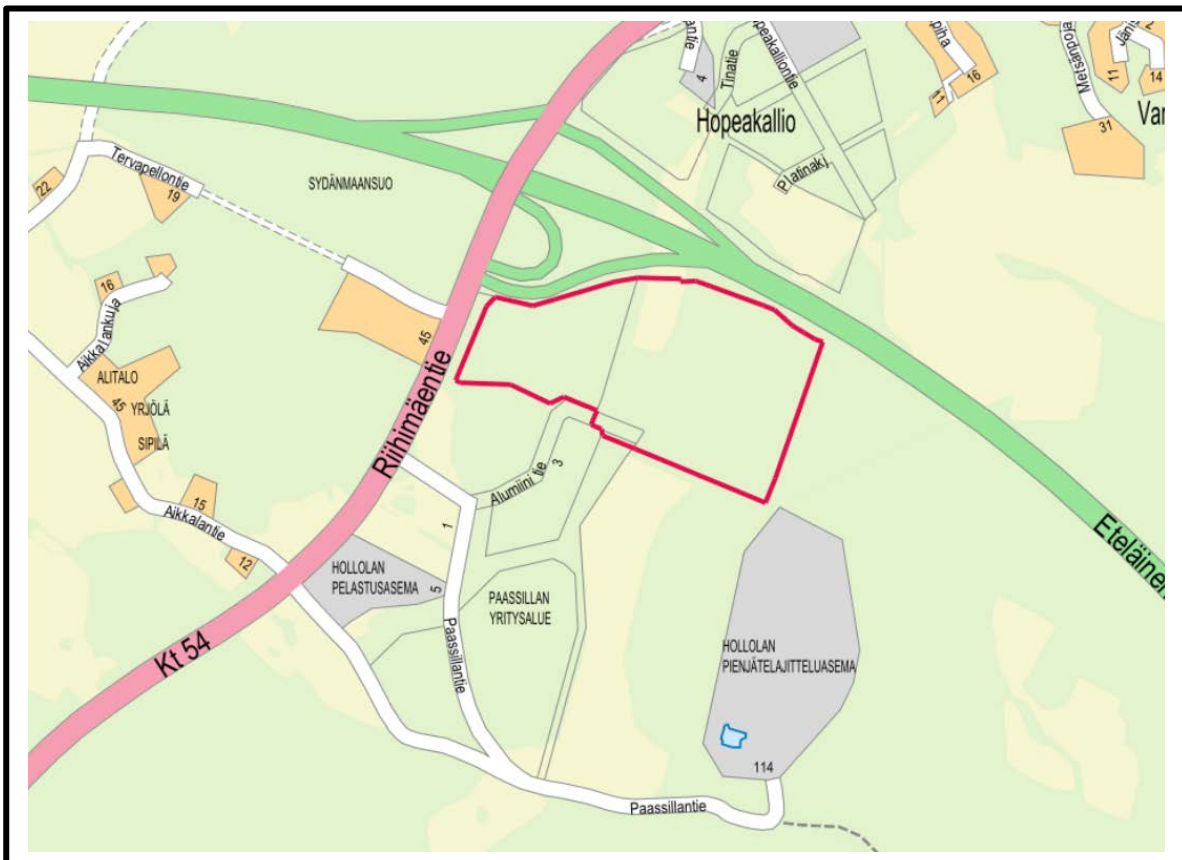 4
Tinatie
Hopeakallio
Platinakj
16
11
11
14
31
Metsänpoja
Tervapellontie
22
19
SYDÄNMAANSUO
16
Aikkalankuja
45
Riihimäentie
ALITALO
45
YRJÖLÄ
SIPILÄ
15
Aikkalantie
12
Alumiinitie
3
1
HOLLOLAN
PELASTUSASEMA
5
PAASSILLAN
YRITYSALUE
Eteläinen
Kt 54
Paassillantie
HOLLOLAN
PIENJÄTELAJITTELUASEMA
114
Paassillantie